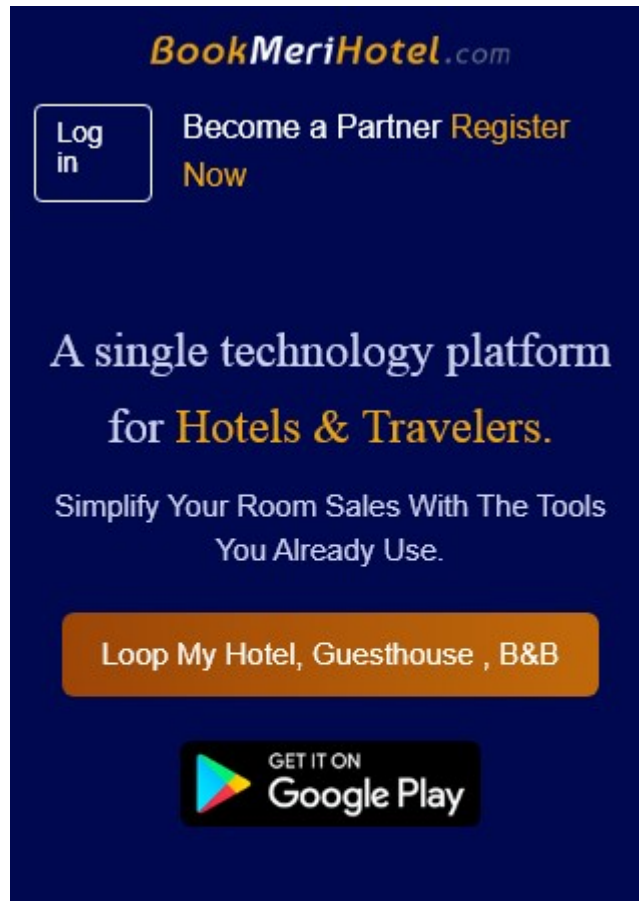 BookMeriHotel.com
Log
in
Become a Partner Register
Now
A single technology platform
for Hotels & Travelers.
Simplify Your Room Sales With The Tools
You Already Use.
Loop My Hotel, Guesthouse , B&B
GET IT ON
Google Play